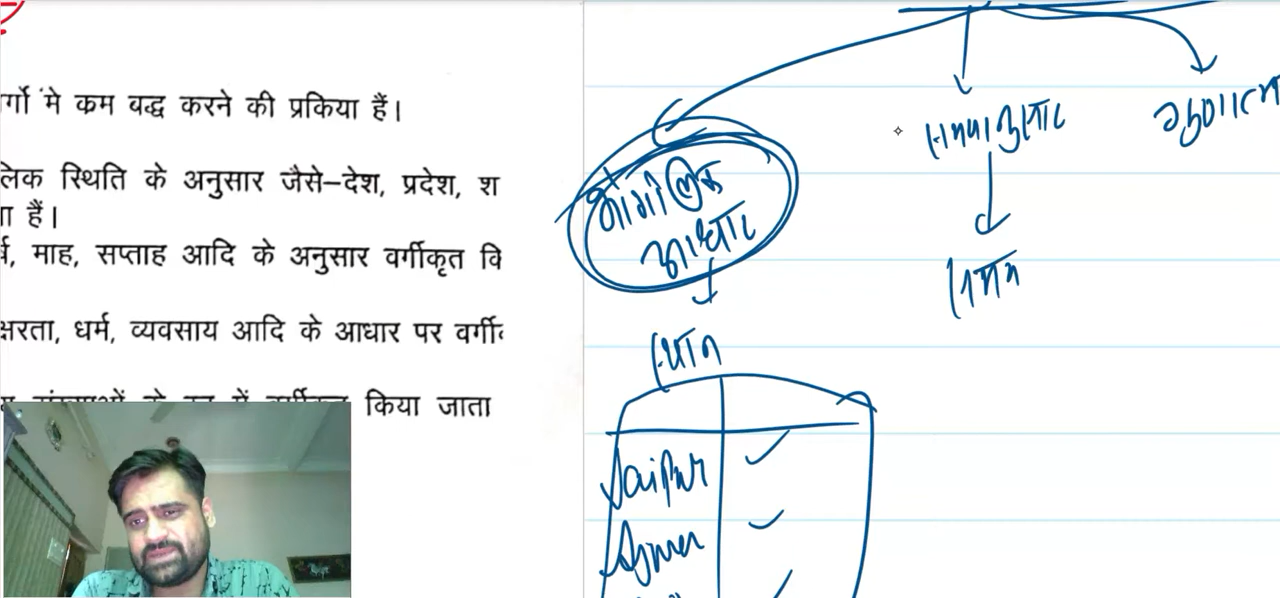 र्गों मे कम बद्ध करने की प्रकिया हैं।
लिक स्थिति के अनुसार जैसे–देश, प्रदेश, श
ा हैं।
र्ष, माह, सप्ताह आदि के अनुसार वर्गीकृत वि
क्षरता, धर्म, व्यवसाय आदि के आधार पर वर्गी
किया जाता
भौगोलिक
आधार
स्थान
Jaipur
Ajmer
समयानुसार
समय
गुणात्म